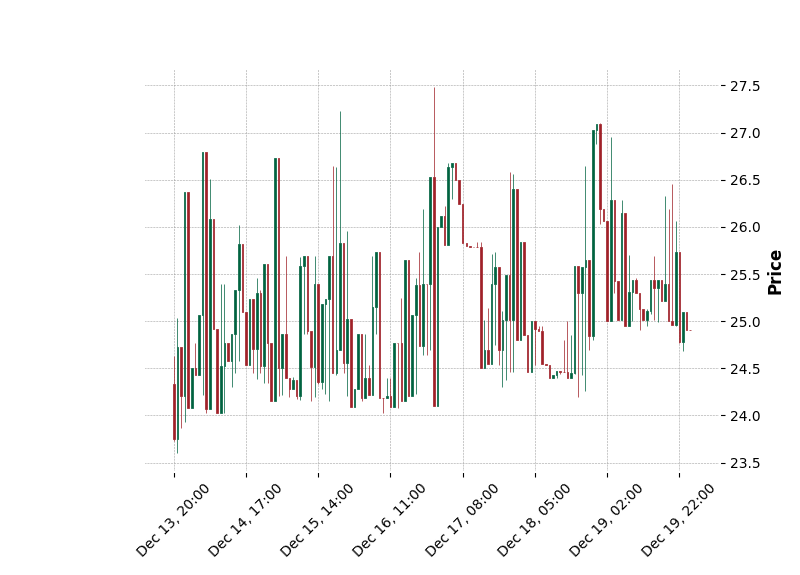 27.5
27.0
26.5
26.0
25.5
25.0
24.5
24.0
23.5
Price
Dec 13, 20:00
Dec 14, 17:00
Dec 15, 14:00
Dec 16, 11:00
Dec 17, 08:00
Dec 18, 05:00
Dec 19, 02:00
Dec 19, 22:00